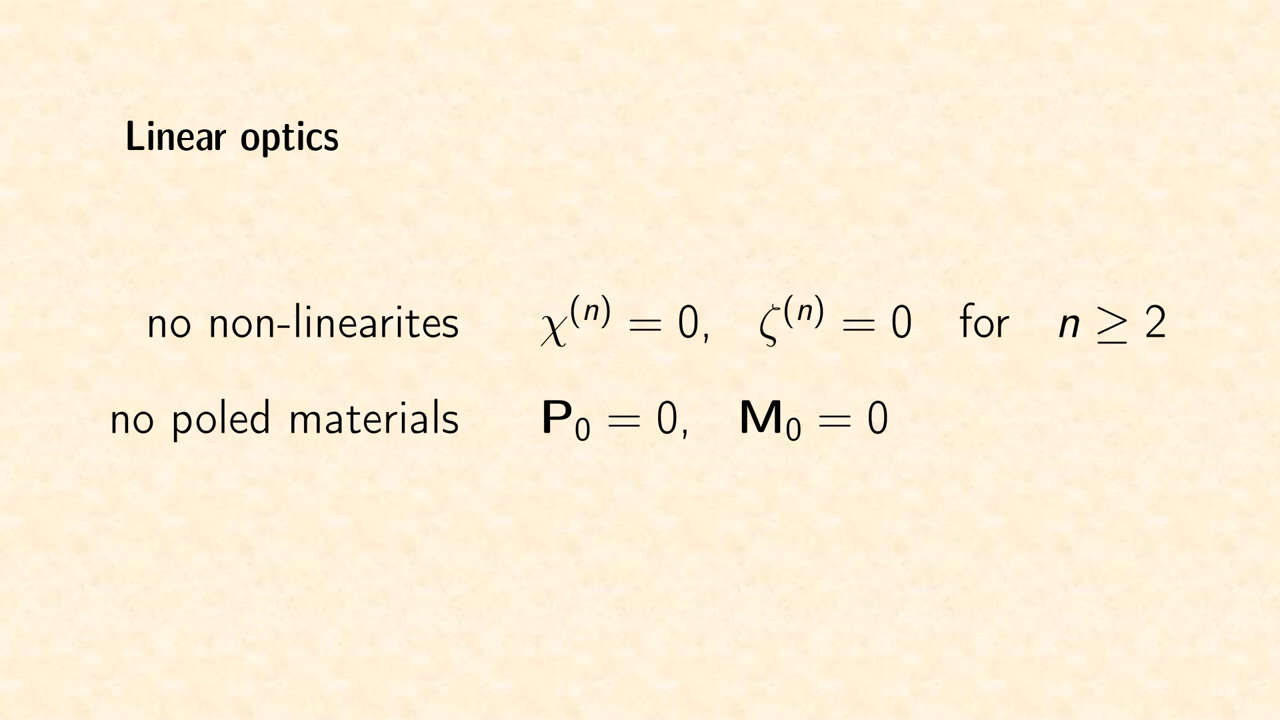 Linear optics
no non-linearites χ⁽ⁿ⁾ = 0, ζ⁽ⁿ⁾ = 0 for n ≥ 2
no poled materials P₀ = 0, M₀ = 0